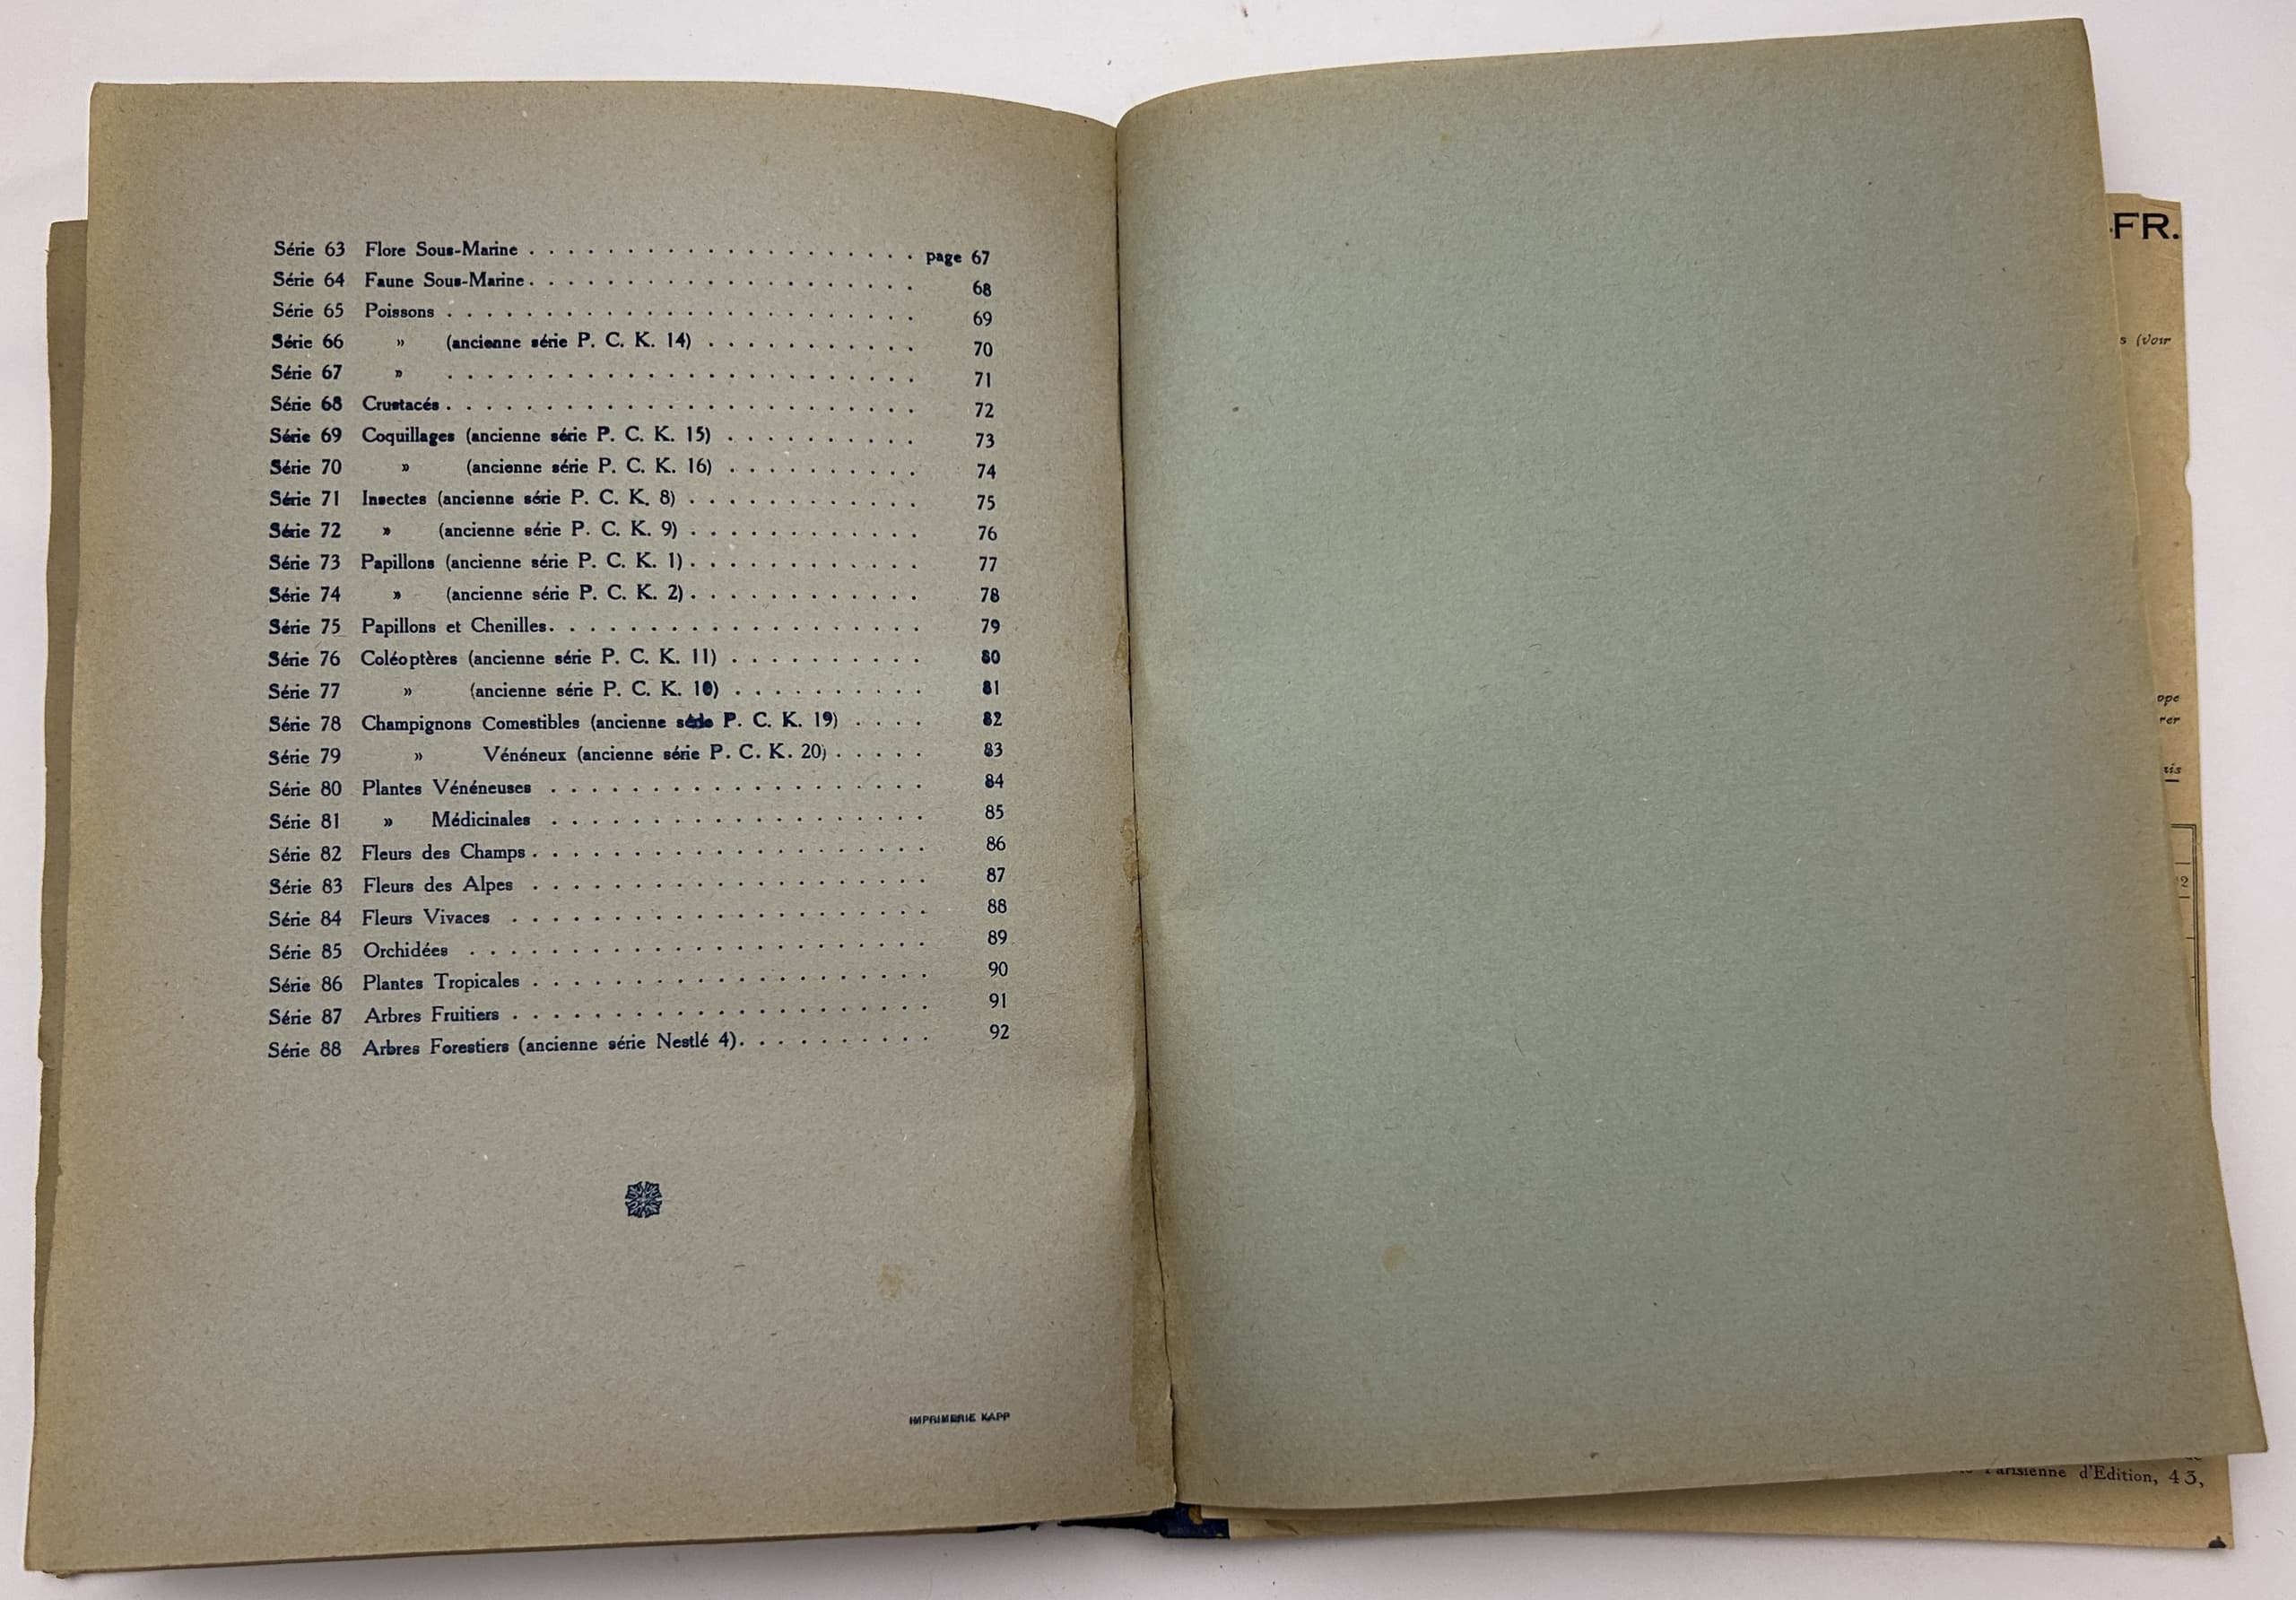 Série 63 Flore Sous-Marine . . . . . . . . . . . . . . . . . . . page 67
Série 64 Faune Sous-Marine . . . . . . . . . . . . . . . . . . . 68
Série 65 Poissons . . . . . . . . . . . . . . . . . . . . . . . 69
Série 66 » (ancienne série P. C. K. 14) . . . . . . . . . . . 70
Série 67 » . . . . . . . . . . . . . . . . . . . . . . . 71
Série 68 Crustacés . . . . . . . . . . . . . . . . . . . . . . . 72
Série 69 Coquillages (ancienne série P. C. K. 15) . . . . . . . . . . 73
Série 70 » (ancienne série P. C. K. 16) . . . . . . . . . . 74
Série 71 Insectes (ancienne série P. C. K. 8) . . . . . . . . . . . . 75
Série 72 » (ancienne série P. C. K. 9) . . . . . . . . . . . . 76
Série 73 Papillons (ancienne série P. C. K. 1) . . . . . . . . . . . . 77
Série 74 » (ancienne série P. C. K. 2) . . . . . . . . . . . . 78
Série 75 Papillons et Chenilles . . . . . . . . . . . . . . . . . . 79
Série 76 Coléoptères (ancienne série P. C. K. 11) . . . . . . . . . . 80
Série 77 » (ancienne série P. C. K. 10) . . . . . . . . . . 81
Série 78 Champignons Comestibles (ancienne série P. C. K. 19) . . . . 82
Série 79 » Vénéneux (ancienne série P. C. K. 20) . . . . . 83
Série 80 Plantes Vénéneuses . . . . . . . . . . . . . . . . . . 84
Série 81 » Médicinales . . . . . . . . . . . . . . . . . . 85
Série 82 Fleurs des Champs . . . . . . . . . . . . . . . . . . . 86
Série 83 Fleurs des Alpes . . . . . . . . . . . . . . . . . . . 87
Série 84 Fleurs Vivaces . . . . . . . . . . . . . . . . . . . . 88
Série 85 Orchidées . . . . . . . . . . . . . . . . . . . . . . 89
Série 86 Plantes Tropicales . . . . . . . . . . . . . . . . . . . 90
Série 87 Arbres Fruitiers . . . . . . . . . . . . . . . . . . . . 91
Série 88 Arbres Forestiers (ancienne série Nestlé 4) . . . . . . . . . . 92
IMPRIMERIE KAPP
FR.
(Voir
2
Parisienne d'Edition, 43,